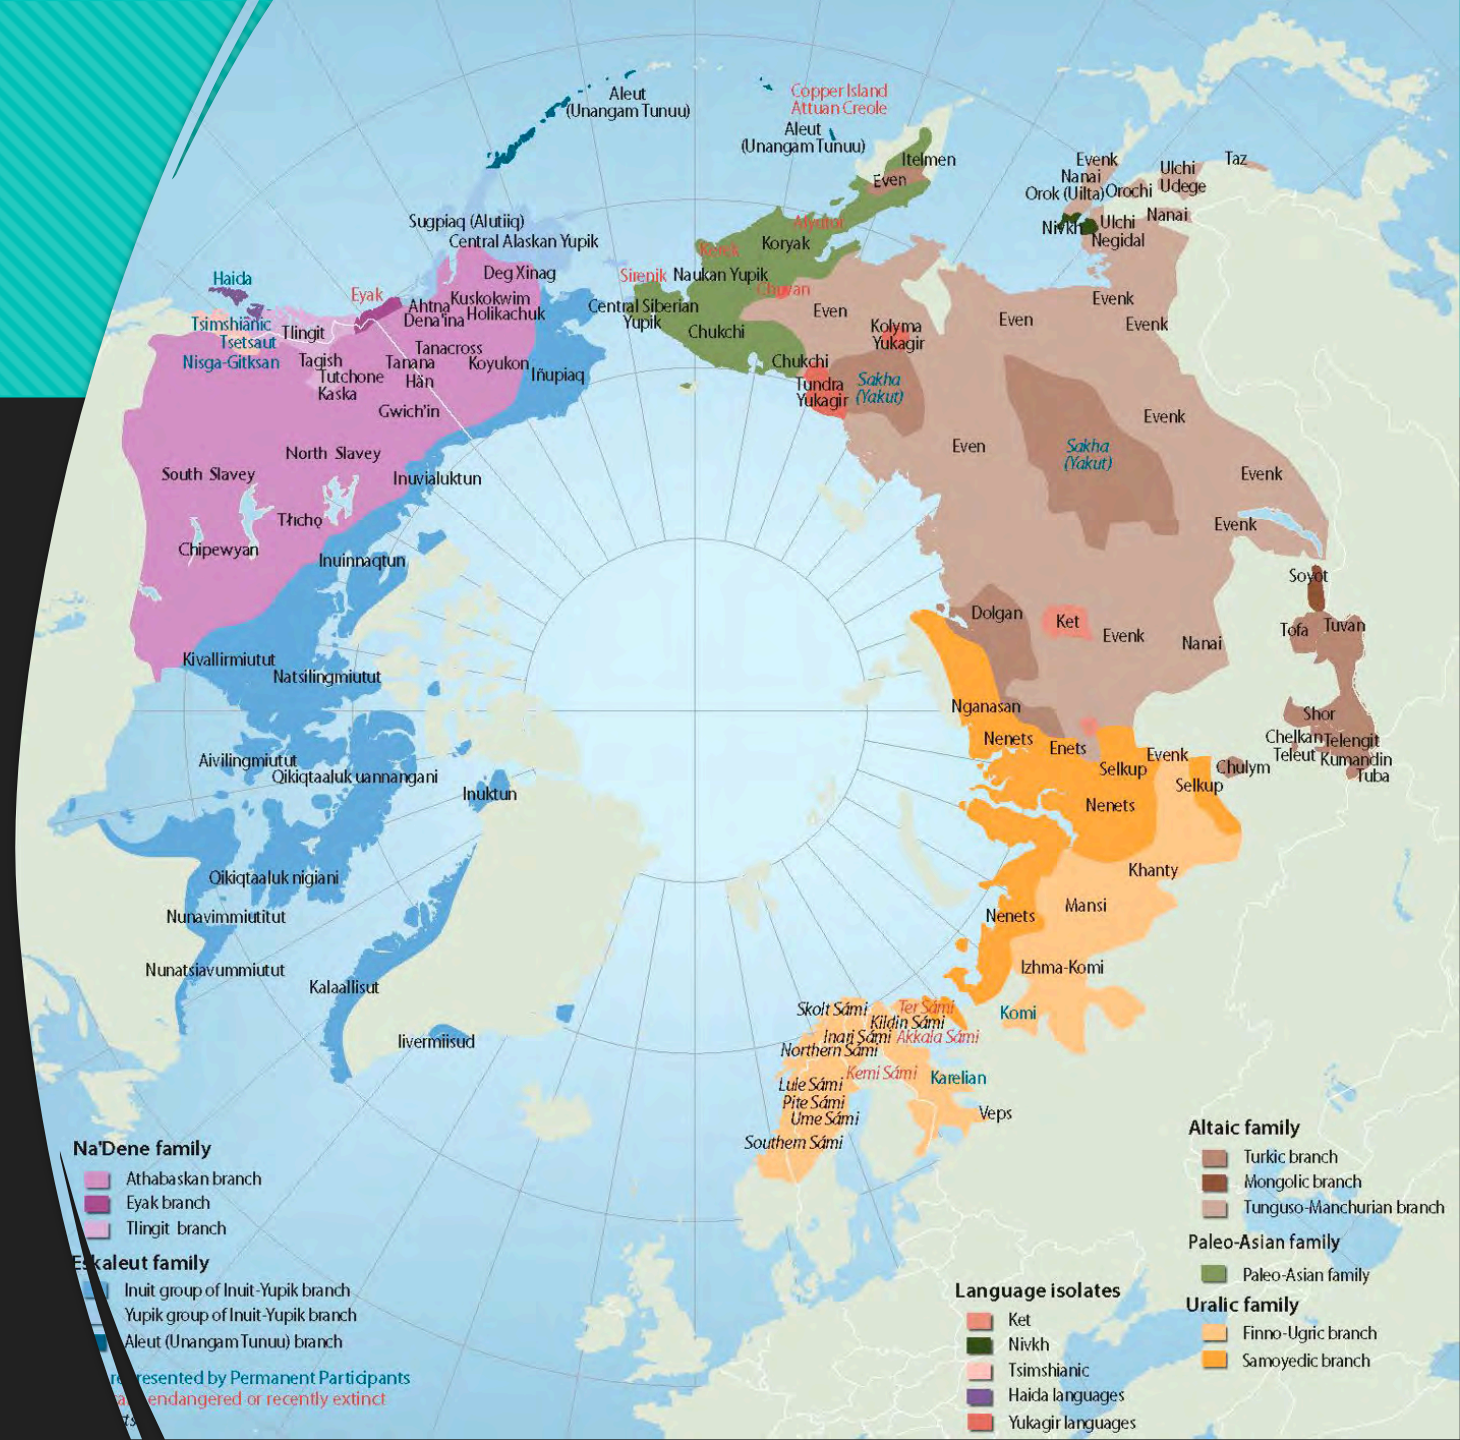 Aleut
(Unangam Tunuu)
Copper Island
Attuan Creole
Aleut
(Unangam Tunuu)
Itelmen
Even
Evenk
Nanai
Orok (Uilta)
Orochi
Ulchi
Udege
Taz
Nivkh
Ulchi
Negidal
Nanai
Sugpiaq (Alutiiq)
Central Alaskan Yupik
Alyutor
Kerek
Koryak
Deg Xinag
Sirenik
Naukan Yupik
Chuvan
Haida
Eyak
Ahtna
Kuskokwim
Holikachuk
Dena'ina
Central Siberian
Yupik
Even
Evenk
Even
Evenk
Tsimshianic
Tsetsaut
Nisga-Gitksan
Tlingit
Chukchi
Kolyma
Yukagir
Tagish
Tutchone
Kaska
Tanacross
Tanana
Hän
Koyukon
Iñupiaq
Chukchi
Tundra
Yukagir
Sakha
(Yakut)
Gwich'in
Evenk
North Slavey
South Slavey
Inuvialuktun
Even
Sakha
(Yakut)
Evenk
Tłıchǫ
Chipewyan
Evenk
Inuinnaqtun
Soyot
Dolgan
Ket
Evenk
Nanai
Tofa
Tuvan
Kivallirmiutut
Natsilingmiutut
Nganasan
Shor
Nenets
Enets
Chelkan
Telengit
Teleut
Kumandin
Tuba
Evenk
Selkup
Chulym
Selkup
Aivilingmiutut
Qikiqtaaluk uannangani
Inuktun
Nenets
Qikiqtaaluk nigiani
Khanty
Nunavimmiutitut
Mansi
Nenets
Nunatsiavummiutut
Kalaallisut
Izhma-Komi
Komi
Iivermiisud
Skolt Sámi
Ter Sámi
Kildin Sámi
Inari Sámi
Akkala Sámi
Northern Sámi
Kemi Sámi
Karelian
Lule Sámi
Pite Sámi
Ume Sámi
Veps
Southern Sámi
Na'Dene family
Athabaskan branch
Eyak branch
Tlingit branch
Eskaleut family
Inuit group of Inuit-Yupik branch
Yupik group of Inuit-Yupik branch
Aleut (Unangam Tunuu) branch
represented by Permanent Participants
endangered or recently extinct
Altaic family
Turkic branch
Mongolic branch
Tunguso-Manchurian branch
Paleo-Asian family
Paleo-Asian family
Uralic family
Finno-Ugric branch
Samoyedic branch
Language isolates
Ket
Nivkh
Tsimshianic
Haida languages
Yukagir languages